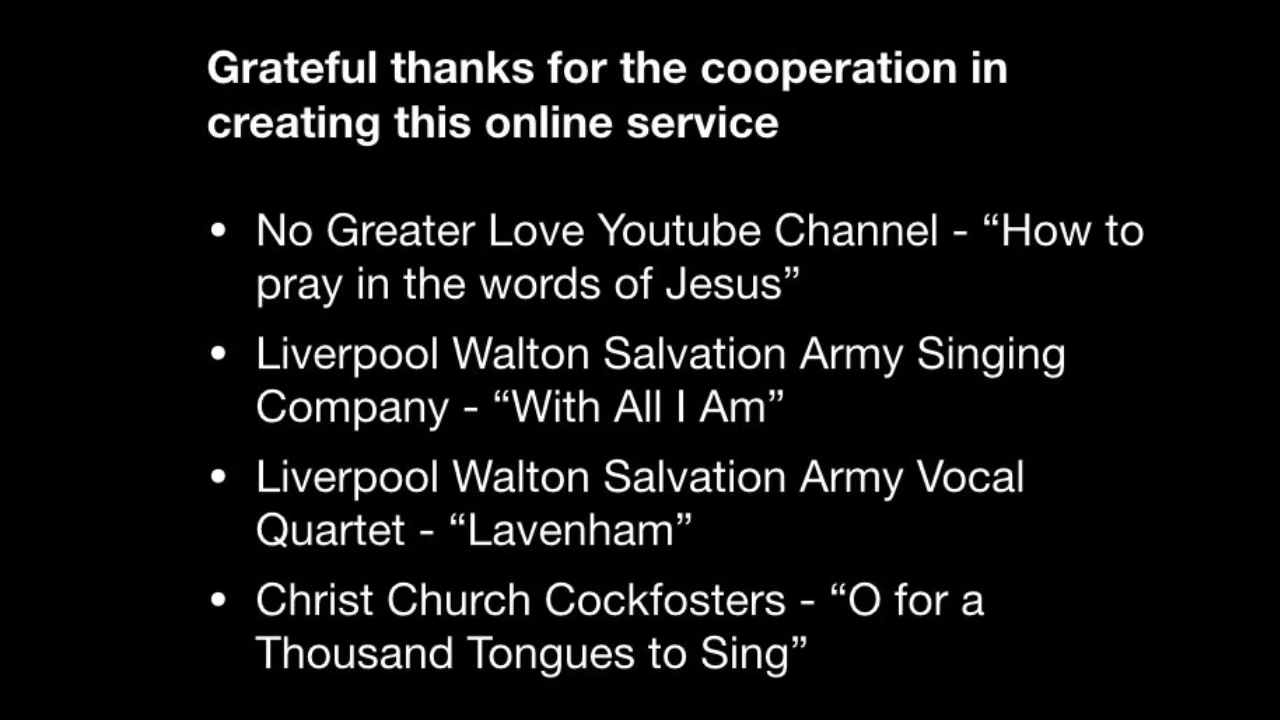 Grateful thanks for the cooperation in
creating this online service
• No Greater Love Youtube Channel - “How to
pray in the words of Jesus”
• Liverpool Walton Salvation Army Singing
Company - “With All I Am”
• Liverpool Walton Salvation Army Vocal
Quartet - “Lavenham”
• Christ Church Cockfosters - “O for a
Thousand Tongues to Sing”